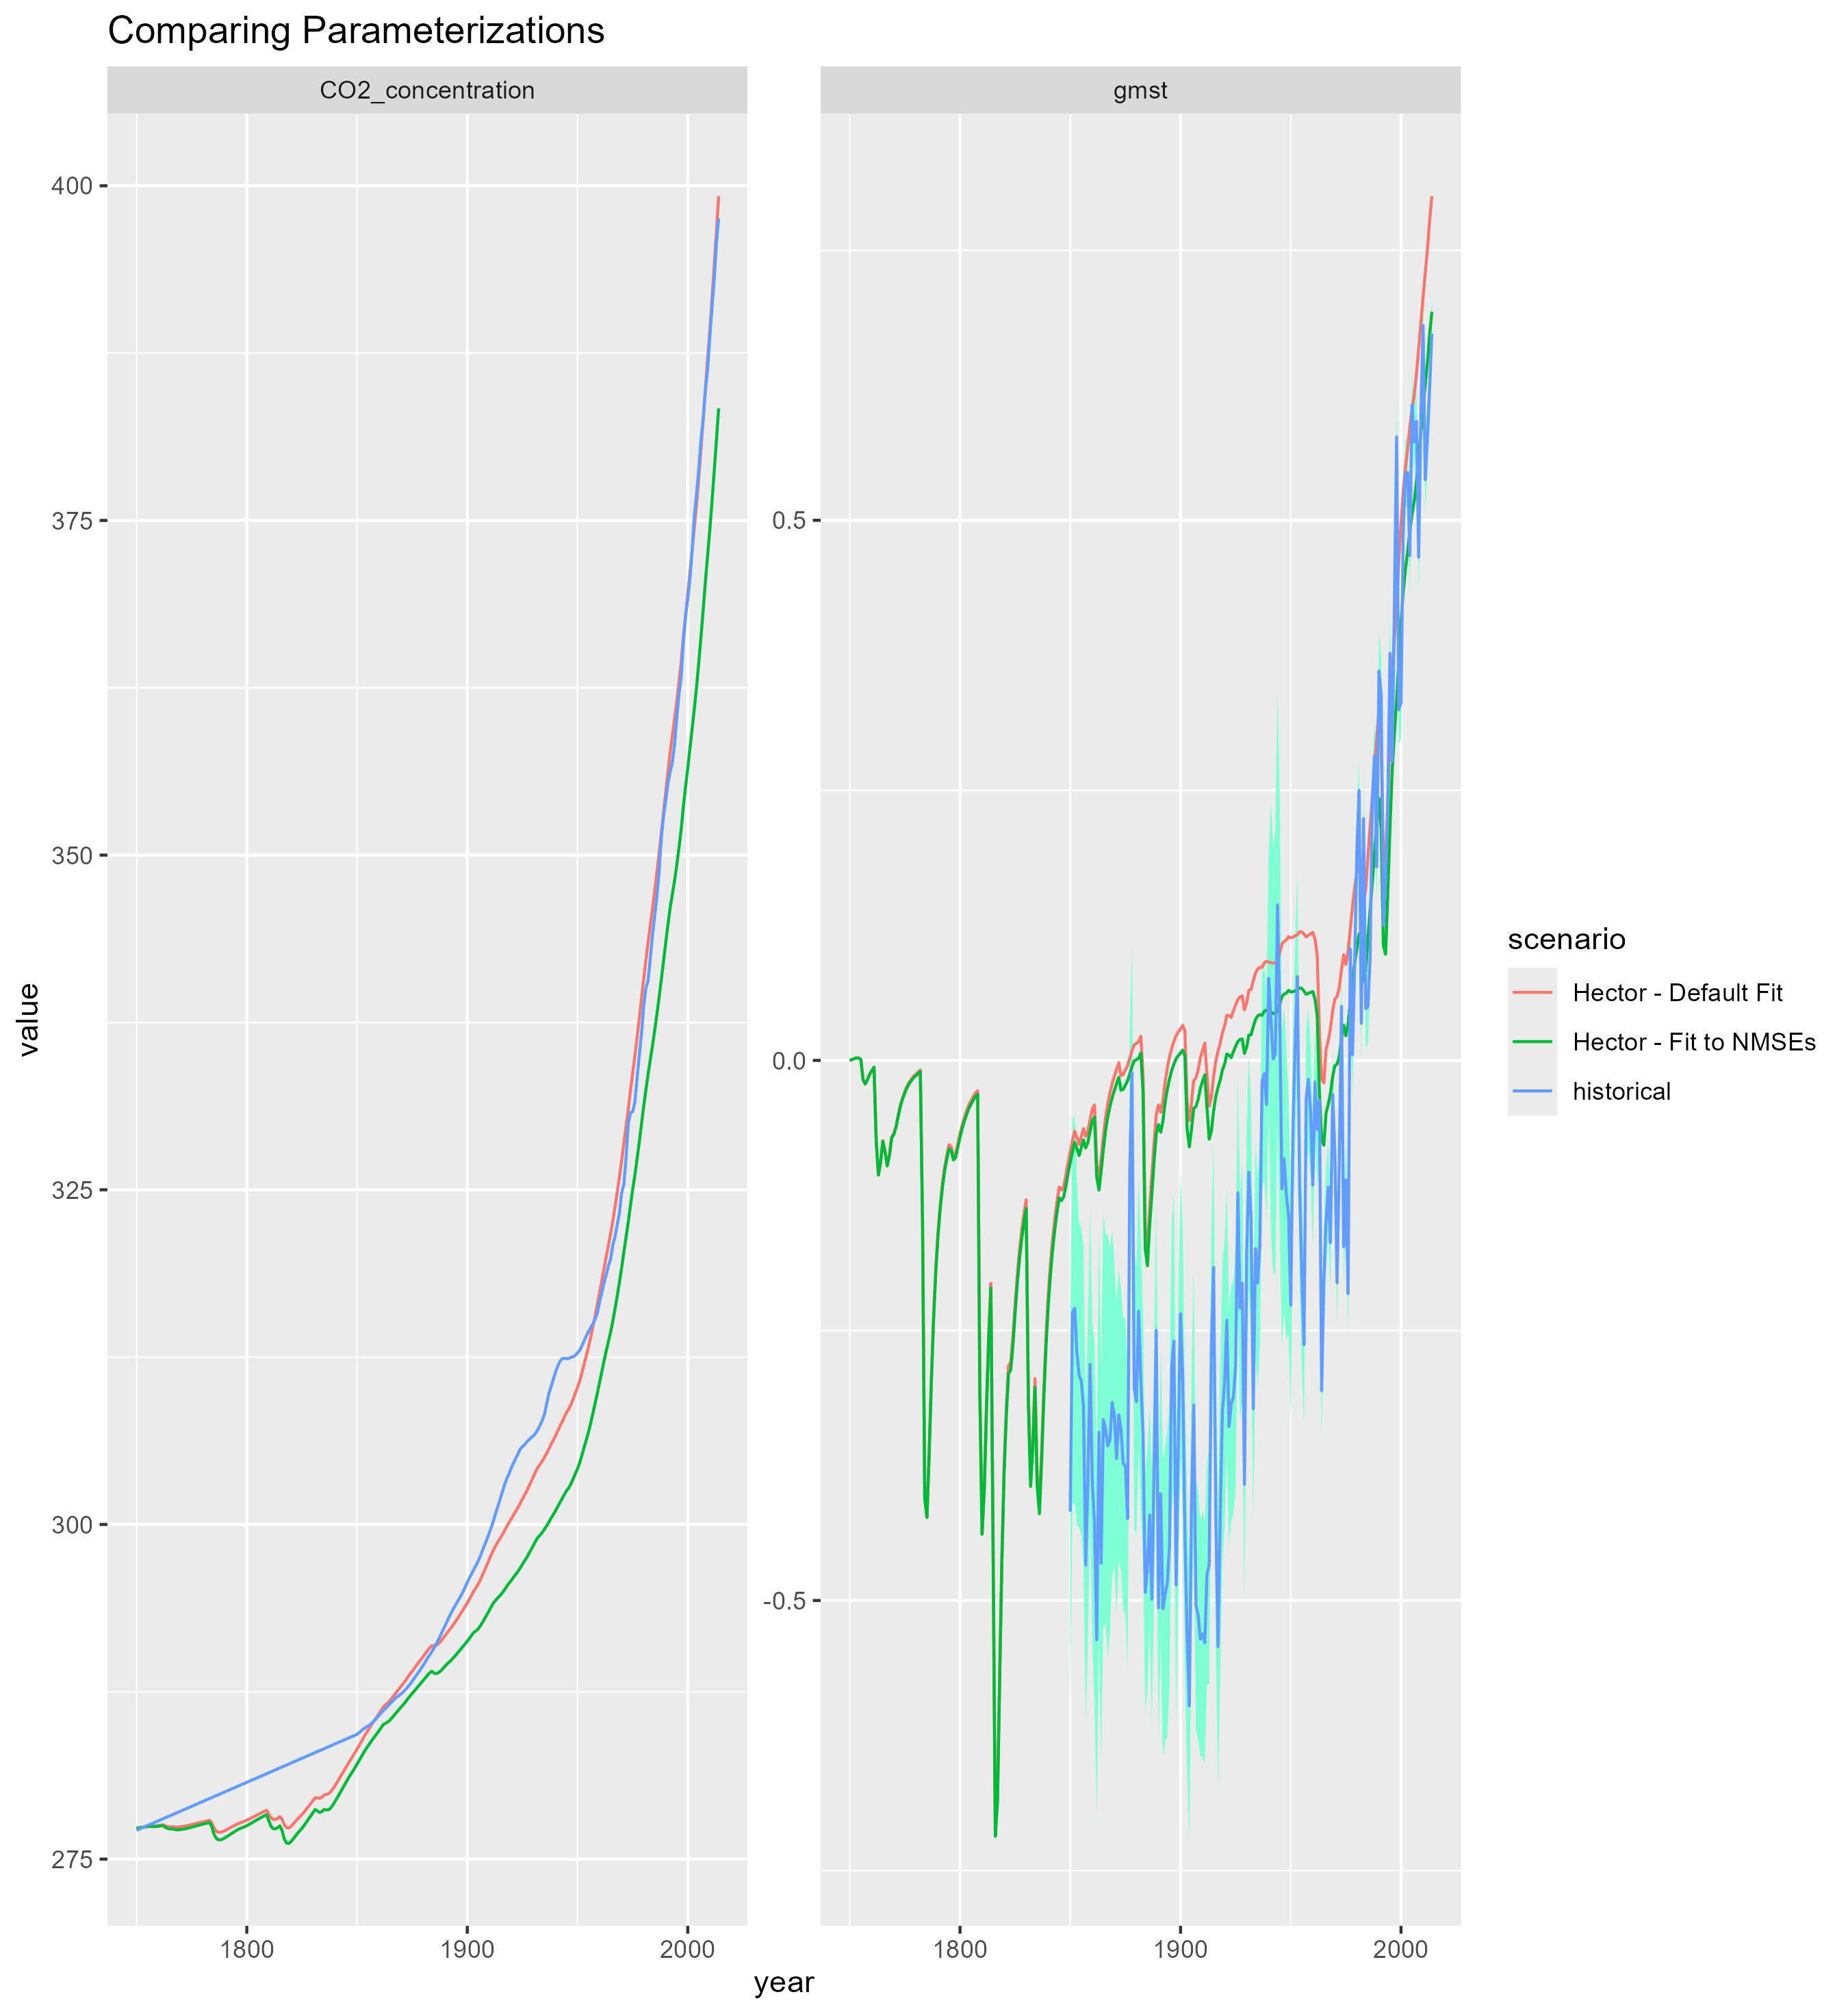 Comparing Parameterizations
CO2_concentration
gmst
400
375
350
325
300
275
0.5
0.0
-0.5
value
1800
1900
2000
1800
1900
2000
year
scenario
Hector - Default Fit
Hector - Fit to NMSEs
historical